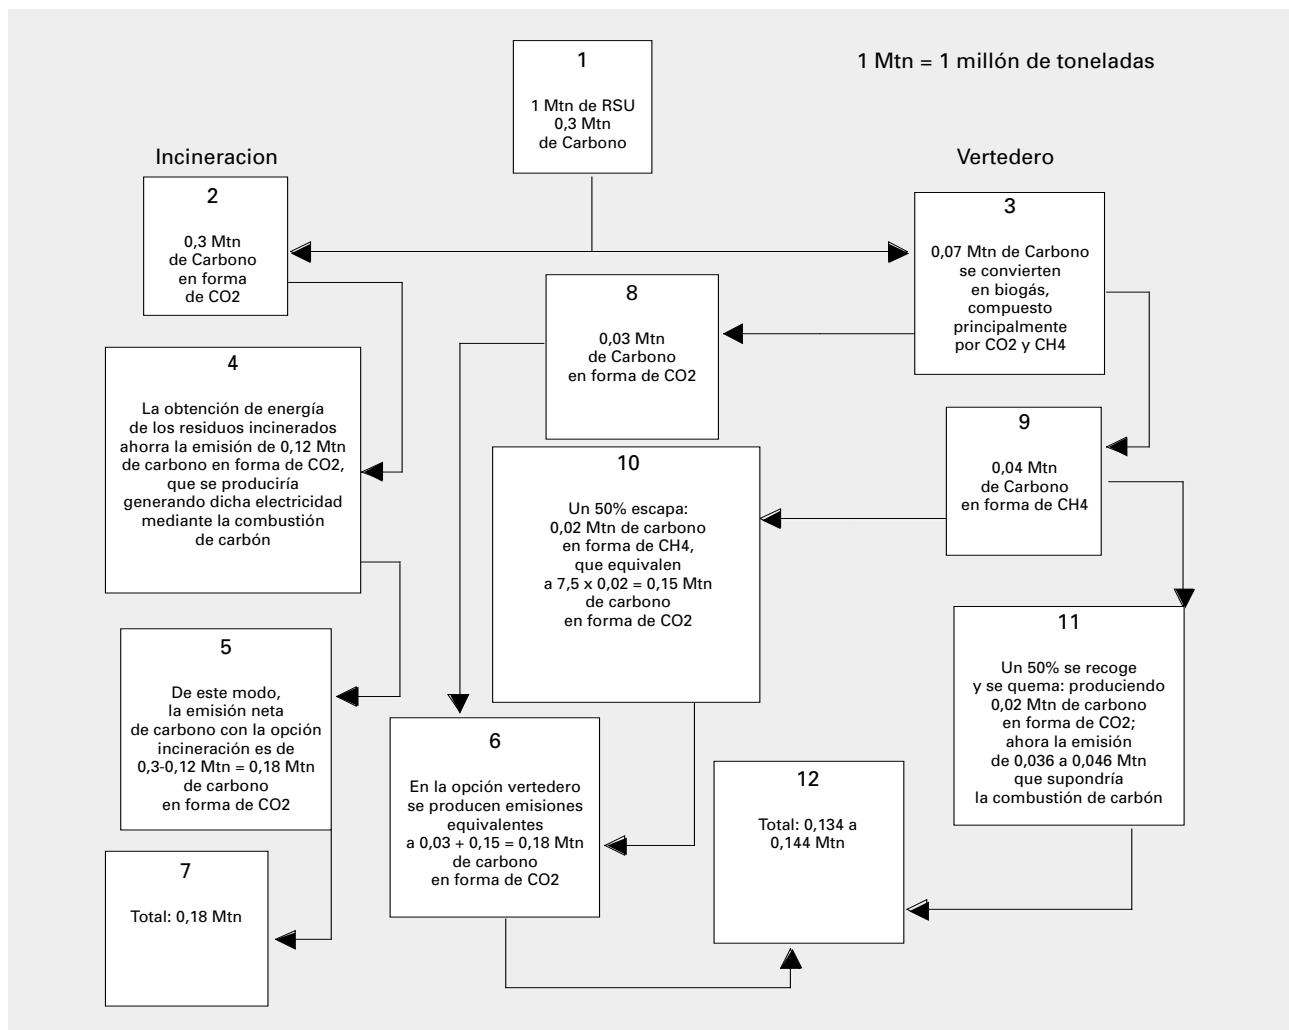 1 Mtn = 1 millón de toneladas
1
1 Mtn de RSU
0,3 Mtn
de Carbono
Incineracion
Vertedero
2
0,3 Mtn
de Carbono
en forma
de CO2
3
0,07 Mtn de Carbono
se convierten
en biogás,
compuesto
principalmente
por CO2 y CH4
4
La obtención de energía
de los residuos incinerados
ahorra la emisión de 0,12 Mtn
de carbono en forma de CO2,
que se produciría
generando dicha electricidad
mediante la combustión
de carbón
8
0,03 Mtn
de Carbono
en forma de CO2
9
0,04 Mtn
de Carbono
en forma de CH4
10
Un 50% escapa:
0,02 Mtn de carbono
en forma de CH4,
que equivalen
a 7,5 x 0,02 = 0,15 Mtn
de carbono
en forma de CO2
5
De este modo,
la emisión neta
de carbono con la opción
incineración es de
0,3-0,12 Mtn = 0,18 Mtn
de carbono
en forma de CO2
11
Un 50% se recoge
y se quema: produciendo
0,02 Mtn de carbono
en forma de CO2;
ahora la emisión
de 0,036 a 0,046 Mtn
que supondría
la combustión de carbón
6
En la opción vertedero
se producen emisiones
equivalentes
a 0,03 + 0,15 = 0,18 Mtn
de carbono
en forma de CO2
12
Total: 0,134 a
0,144 Mtn
7
Total: 0,18 Mtn